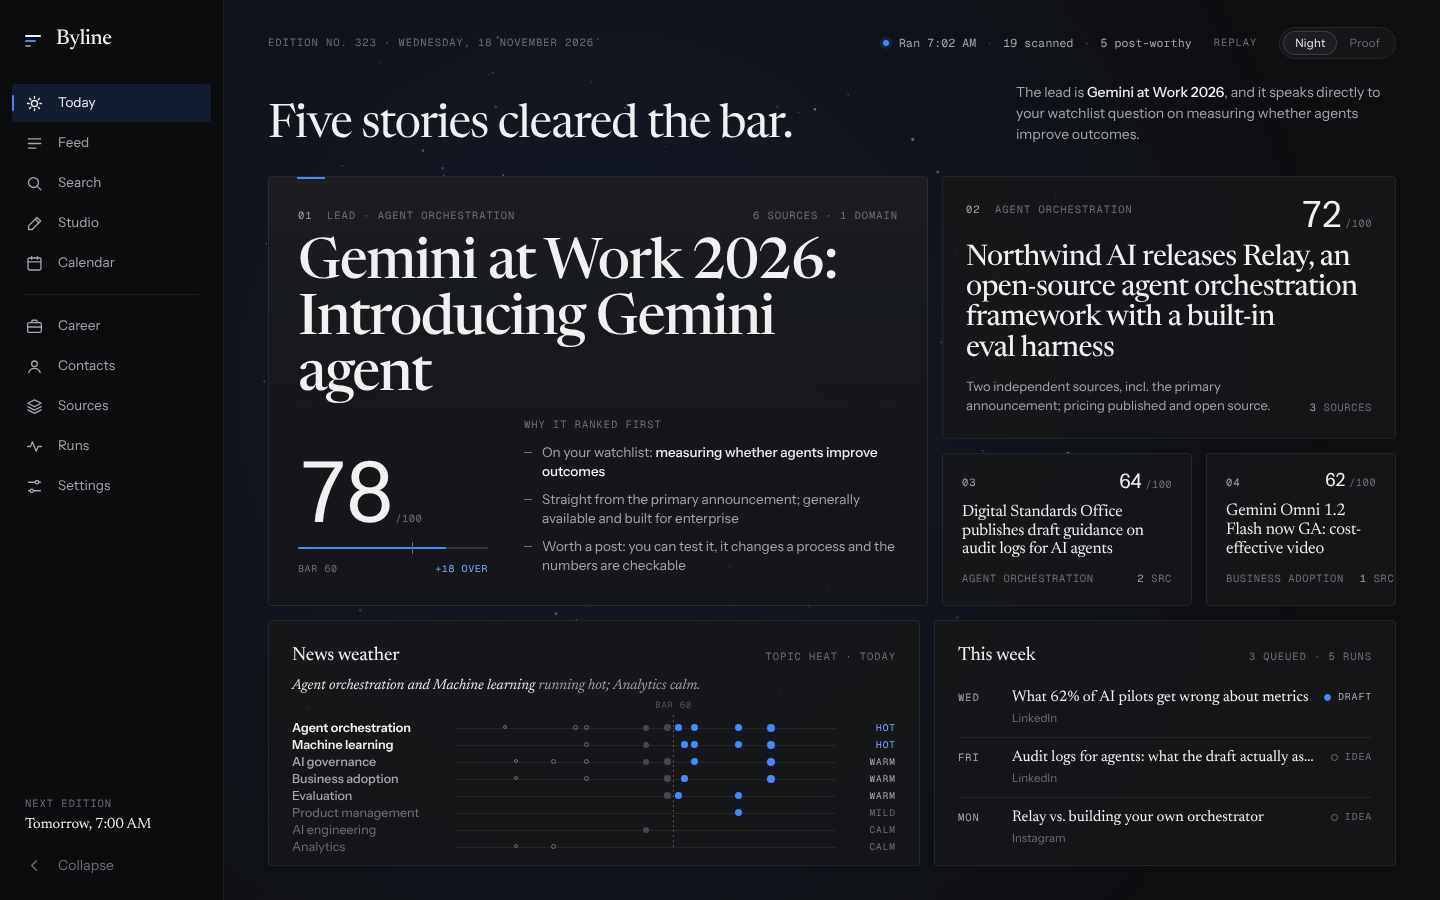 Byline
Today
Feed
Search
Studio
Calendar
Career
Contacts
Sources
Runs
Settings
NEXT EDITION
Tomorrow, 7:00 AM
Collapse
EDITION NO. 323 · WEDNESDAY, 18 NOVEMBER 2026
Ran 7:02 AM · 19 scanned · 5 post-worthy
REPLAY
Night
Proof
Five stories cleared the bar.
The lead is Gemini at Work 2026, and it speaks directly to
your watchlist question on measuring whether agents
improve outcomes.
01 LEAD · AGENT ORCHESTRATION
6 SOURCES · 1 DOMAIN
Gemini at Work 2026:
Introducing Gemini
agent
78 /100
BAR 60
+18 OVER
WHY IT RANKED FIRST
— On your watchlist: measuring whether agents improve
outcomes
— Straight from the primary announcement; generally
available and built for enterprise
— Worth a post: you can test it, it changes a process and the
numbers are checkable
02 AGENT ORCHESTRATION
72 /100
Northwind AI releases Relay, an
open-source agent orchestration
framework with a built-in
eval harness
Two independent sources, incl. the primary
announcement; pricing published and open source.
3 SOURCES
03
64 /100
Digital Standards Office
publishes draft guidance on
audit logs for AI agents
AGENT ORCHESTRATION
2 SRC
04
62 /100
Gemini Omni 1.2
Flash now GA: cost-
effective video
BUSINESS ADOPTION
1 SRC
News weather
TOPIC HEAT · TODAY
Agent orchestration and Machine learning running hot; Analytics calm.
BAR 60
Agent orchestration HOT
Machine learning HOT
AI governance WARM
Business adoption WARM
Evaluation WARM
Product management MILD
AI engineering CALM
Analytics CALM
This week
3 QUEUED · 5 RUNS
WED What 62% of AI pilots get wrong about metrics DRAFT
LinkedIn
FRI Audit logs for agents: what the draft actually as... IDEA
LinkedIn
MON Relay vs. building your own orchestrator IDEA
Instagram